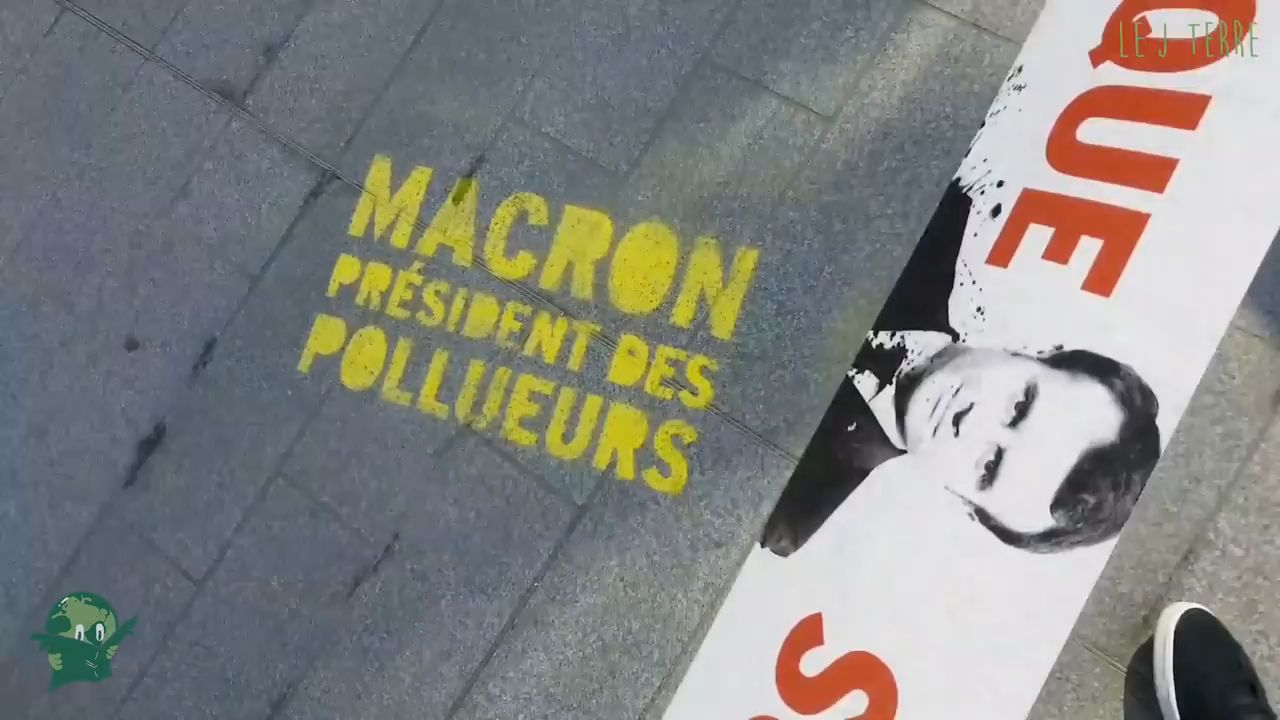 LE J TERRE
MACRON
PRÉSIDENT DES
POLLUEURS
QUE
S